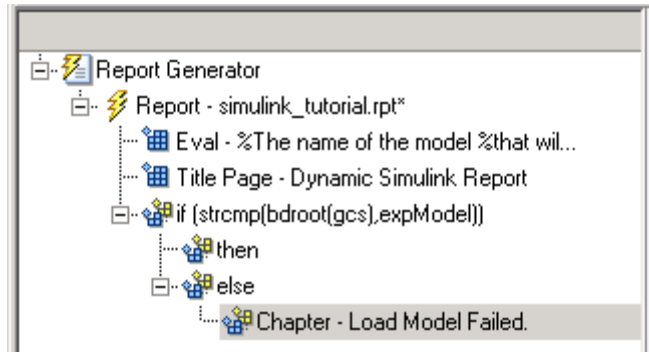 Report Generator
Report - simulink_tutorial.rpt*
Eval - %The name of the model %that wil...
Title Page - Dynamic Simulink Report
if (strcmp(bdroot(gcs),expModel))
then
else
Chapter - Load Model Failed.